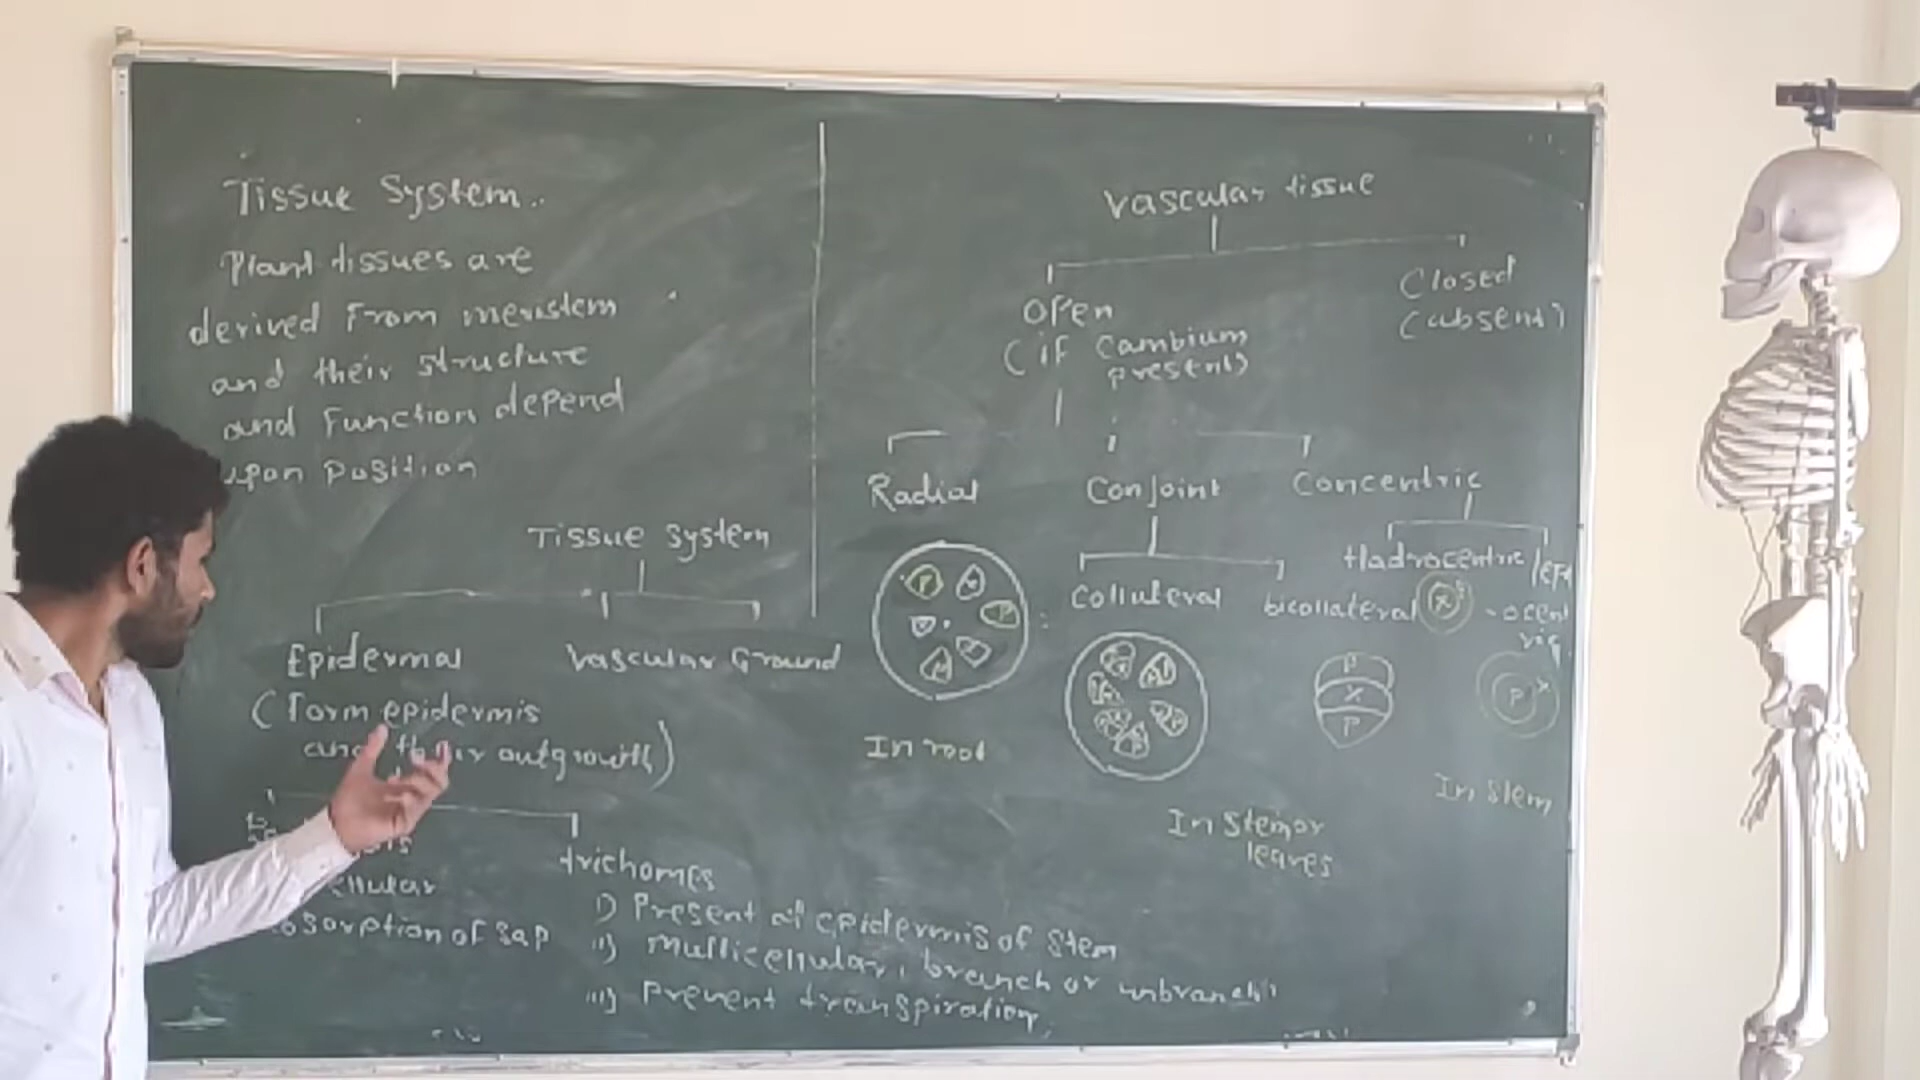 Tissue System..
Plant tissues are
derived From meristem
and their structure
and Function depend
upon position
Tissue System
Epidermal
Vascular Ground
(Form epidermis
and their outgrowth)
trichomes
absorption of sap
i) Present at epidermis of stem
ii) Multicellular, branch or unbranch
iii) Prevent transpiration
Vascular tissue
Open
(if Cambium
present)
Closed
(absent)
Radial
Conjoint
Concentric
Collateral
bicollateral
Hadrocentric
P
P
P
X
P
X
P
X
In root
In stem or
leaves
In stem